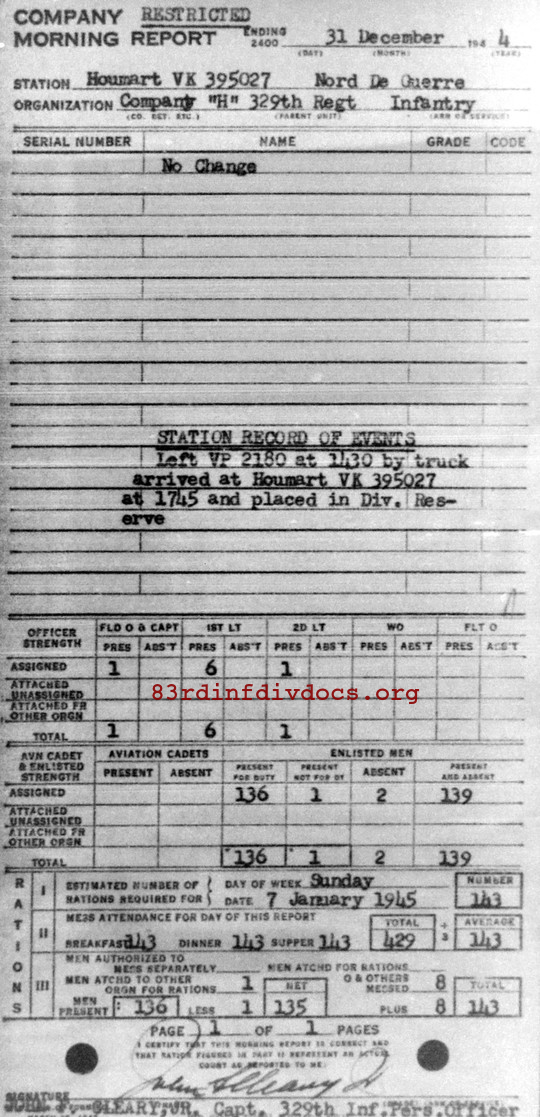 COMPANY RESTRICTED
MORNING REPORT ENDING 2400 31 December 194 4
(DAY) (MONTH) (YEAR)
STATION Houmart VK 395027 Nord De Guerre
ORGANIZATION Company "H" 329th Regt Infantry
(CO. DET. ETC.) (PARENT UNIT) (ARM OR SERVICE)
SERIAL NUMBER NAME GRADE CODE
No Change
STATION RECORD OF EVENTS
Left VP 2180 at 1430 by truck
arrived at Houmart VK 395027
at 1745 and placed in Div. Res-
erve
OFFICER STRENGTH FLD O & CAPT 1ST LT 2D LT WO FLT O
PRES ABS'T PRES ABS'T PRES ABS'T PRES ABS'T PRES ABS'T
ASSIGNED 1 6 1
ATTACHED UNASSIGNED
83rdinfdivdocs.org
ATTACHED FR OTHER ORGN
TOTAL 1 6 1
AVN CADET & ENLISTED STRENGTH AVIATION CADETS ENLISTED MEN
PRESENT ABSENT PRESENT FOR DUTY PRESENT NOT FOR DY ABSENT PRESENT AND ABSENT
ASSIGNED 136 1 2 139
ATTACHED UNASSIGNED
ATTACHED FR OTHER ORGN
TOTAL 136 1 2 139
RATIONS
I ESTIMATED NUMBER OF RATIONS REQUIRED FOR DAY OF WEEK Sunday NUMBER
DATE 7 January 1945 143
II MESS ATTENDANCE FOR DAY OF THIS REPORT TOTAL ÷ 3 AVERAGE
BREAKFAST 143 DINNER 143 SUPPER 143 429 143
III MEN AUTHORIZED TO MESS SEPARATELY MEN ATCHD FOR RATIONS
MEN ATCHD TO OTHER ORGN FOR RATIONS 1 NET O & OTHERS MESSED 8 TOTAL
MEN PRESENT 136 LESS 1 135 PLUS 8 143
PAGE 1 OF 1 PAGES
I CERTIFY THAT THIS MORNING REPORT IS CORRECT AND
THAT RATION FIGURES IN PART III REPRESENT AN ACTUAL
COUNT AS REPORTED TO ME:
John F Cleary Jr
SIGNATURE
JOHN F. CLEARY, JR. Capt. 329th Inf. Pers. Officer